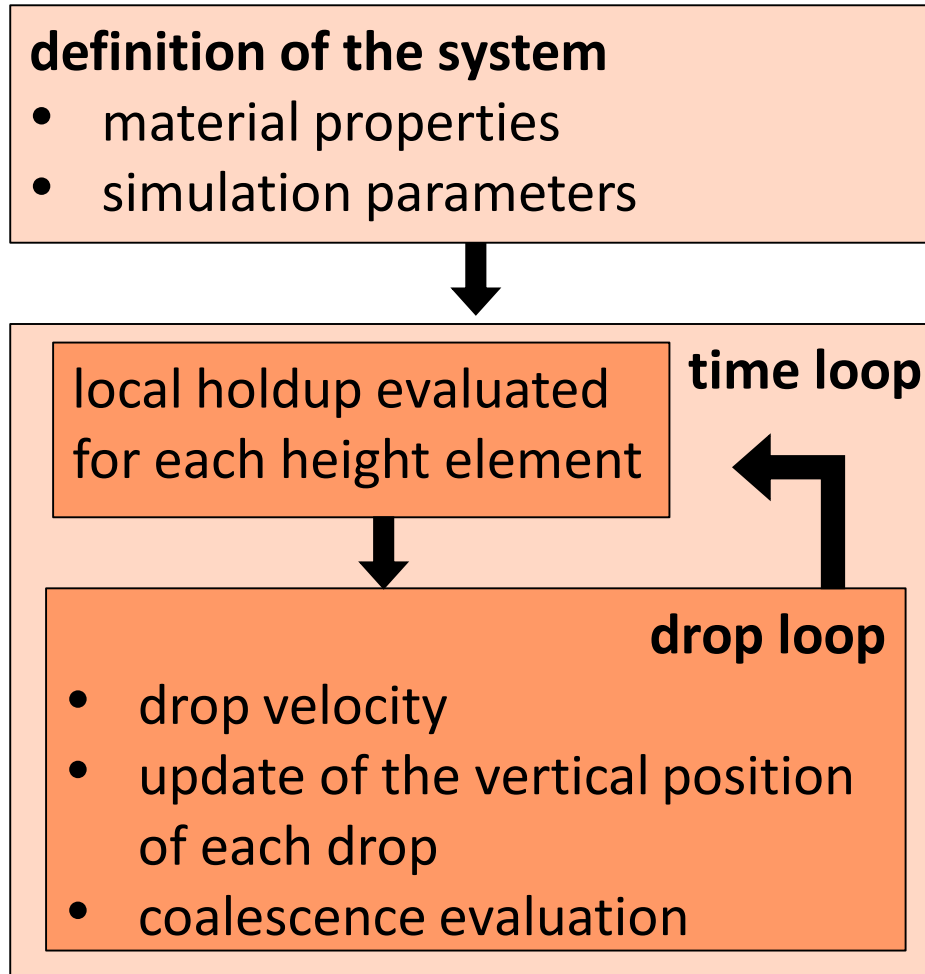 definition of the system
• material properties
• simulation parameters
time loop
local holdup evaluated
for each height element
drop loop
• drop velocity
• update of the vertical position
of each drop
• coalescence evaluation